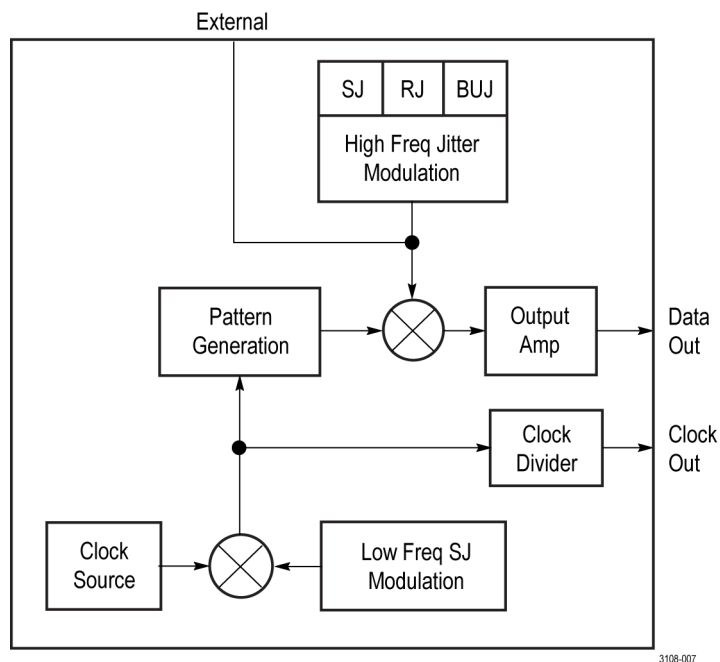 External
SJ RJ BUJ
High Freq Jitter
Modulation
Pattern
Generation
Output
Amp
Data
Out
Clock
Divider
Clock
Out
Clock
Source
Low Freq SJ
Modulation
3108-007